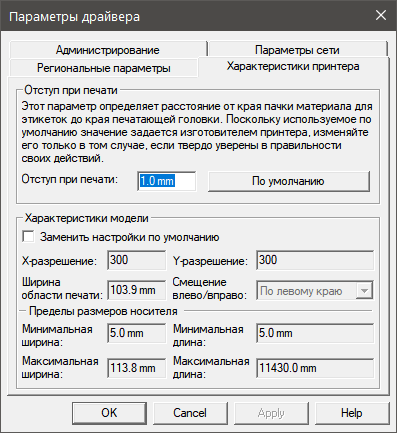 Параметры драйвера
Администрирование
Параметры сети
Региональные параметры
Характеристики принтера
Отступ при печати
Этот параметр определяет расстояние от края пачки материала для
этикеток до края печатающей головки. Поскольку используемое по
умолчанию значение задается изготовителем принтера, изменяйте
его только в том случае, если твердо уверены в правильности
своих действий.
Отступ при печати:
1.0 mm
По умолчанию
Характеристики модели
Заменить настройки по умолчанию
X-разрешение:
300
Y-разрешение:
300
Ширина
области печати:
103.9 mm
Смещение
влево/вправо:
По левому краю
Пределы размеров носителя
Минимальная
ширина:
5.0 mm
Минимальная
длина:
5.0 mm
Максимальная
ширина:
113.8 mm
Максимальная
длина:
11430.0 mm
OK
Cancel
Apply
Help